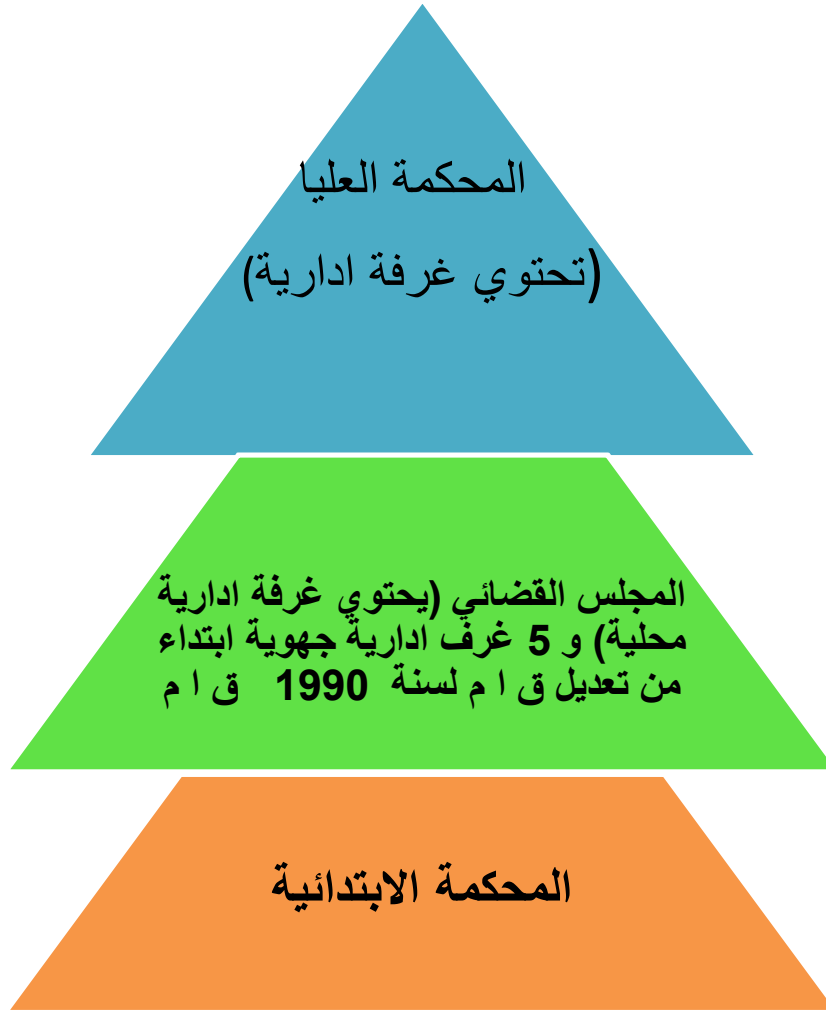 المحكمة العليا
(تحتوي غرفة ادارية)
المجلس القضائي (يحتوي غرفة ادارية
محلية) و 5 غرف ادارية جهوية ابتداء
من تعديل ق ا م لسنة 1990 ق ا م
المحكمة الابتدائية